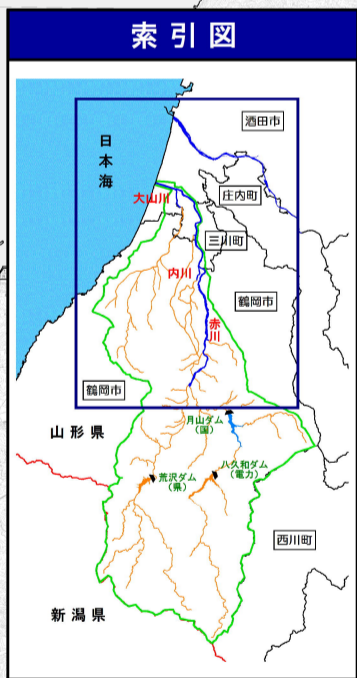 索引図
日本海
酒田市
庄内町
大山川
三川町
内川
鶴岡市
赤川
鶴岡市
月山ダム
(国)
山形県
八久和ダム
(電力)
荒沢ダム
(県)
西川町
新潟県